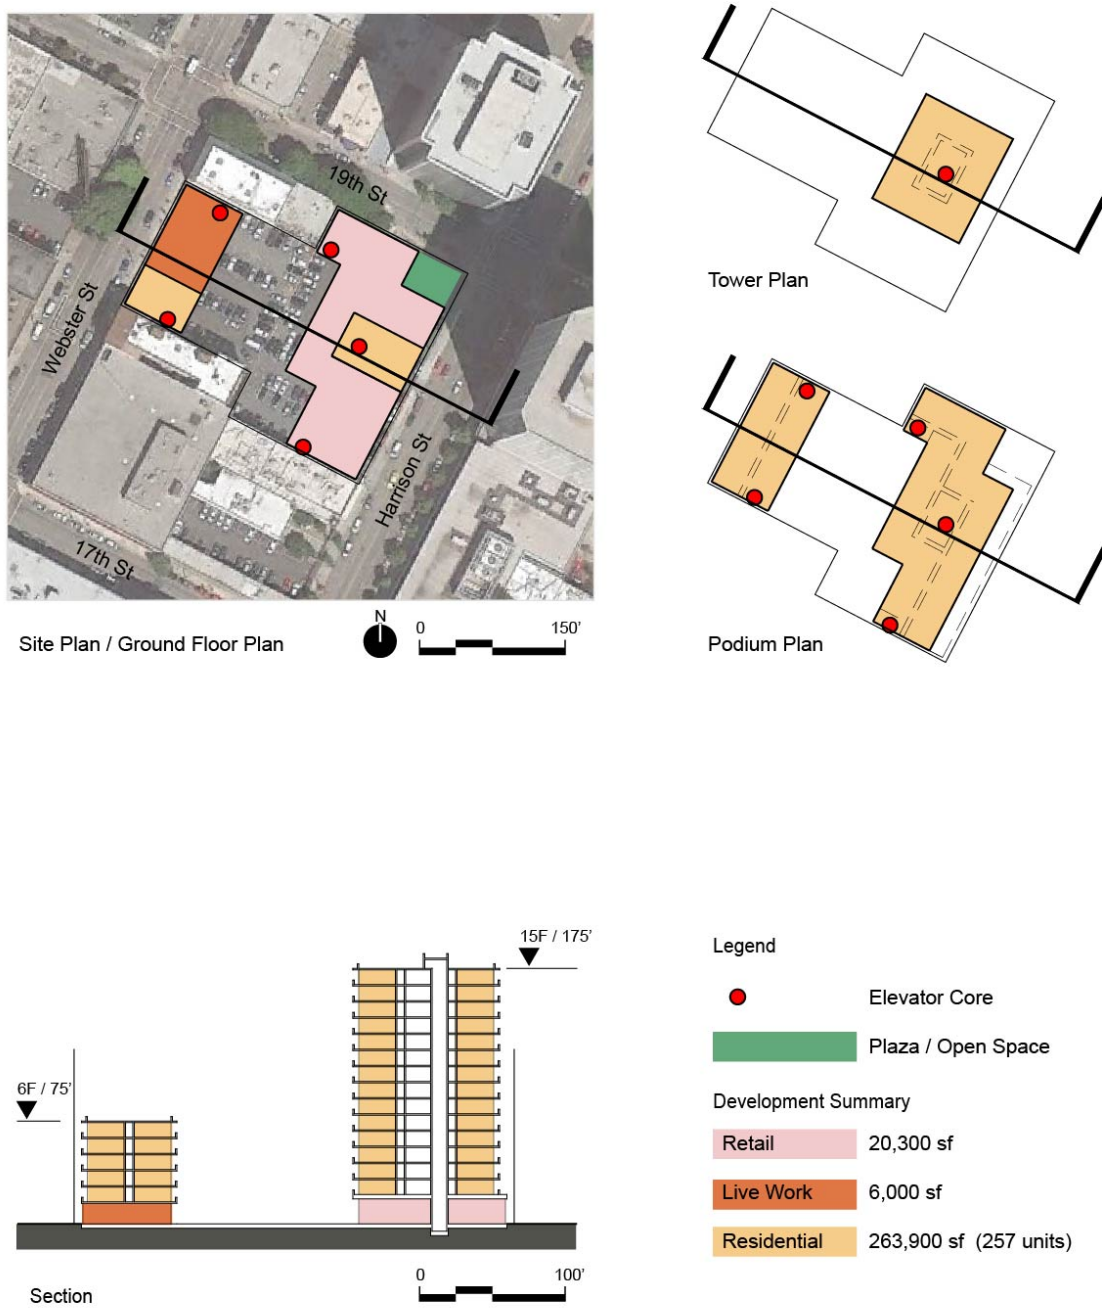 19th St
Webster St
Harrison St
17th St
Site Plan / Ground Floor Plan
N
0
150'
Tower Plan
Podium Plan
15F / 175'
6F / 75'
Section
0
100'
Legend
Elevator Core
Plaza / Open Space
Development Summary
Retail 20,300 sf
Live Work 6,000 sf
Residential 263,900 sf (257 units)